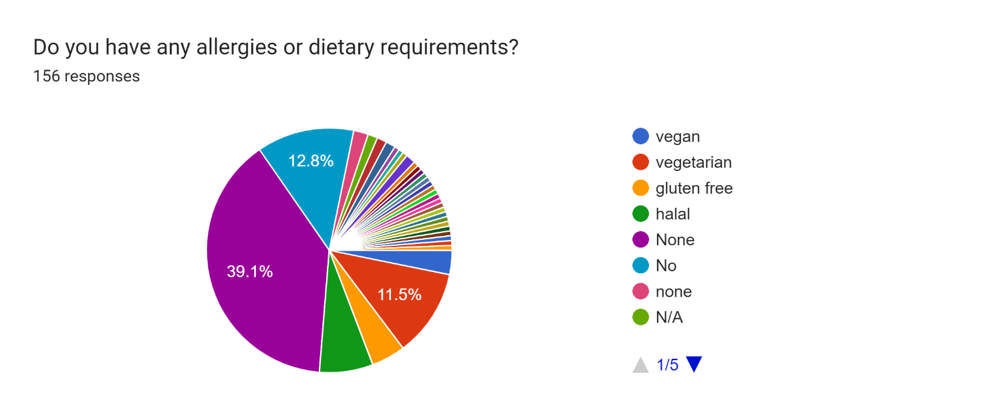 Do you have any allergies or dietary requirements?
156 responses
12.8%
39.1%
11.5%
vegan
vegetarian
gluten free
halal
None
No
none
N/A
1/5